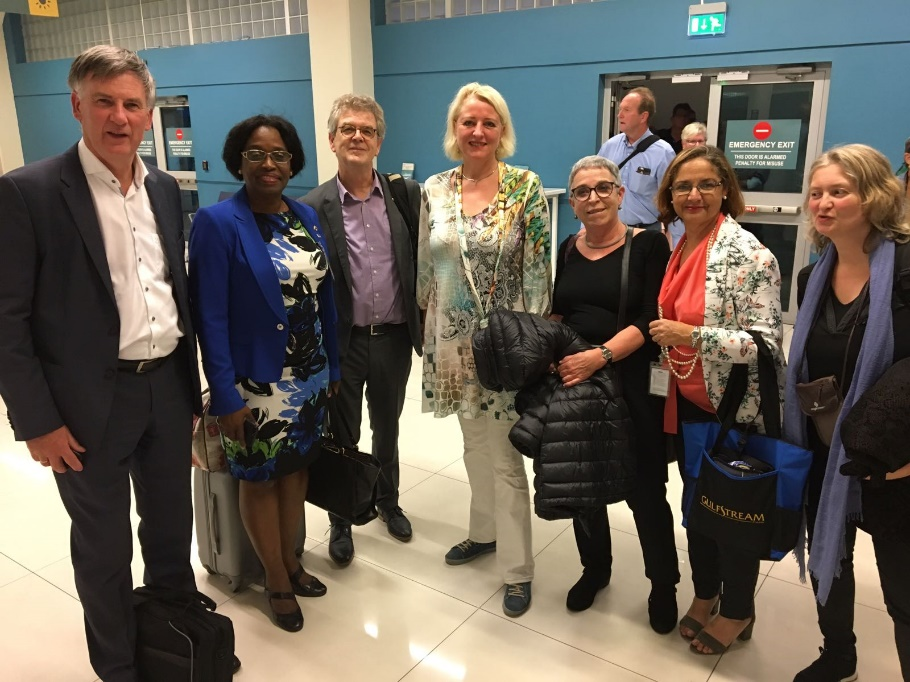 EMERGENCY EXIT
EMERGENCY EXIT
THIS DOOR IS ALARMED
PENALTY FOR MISUSE
GULFSTREAM